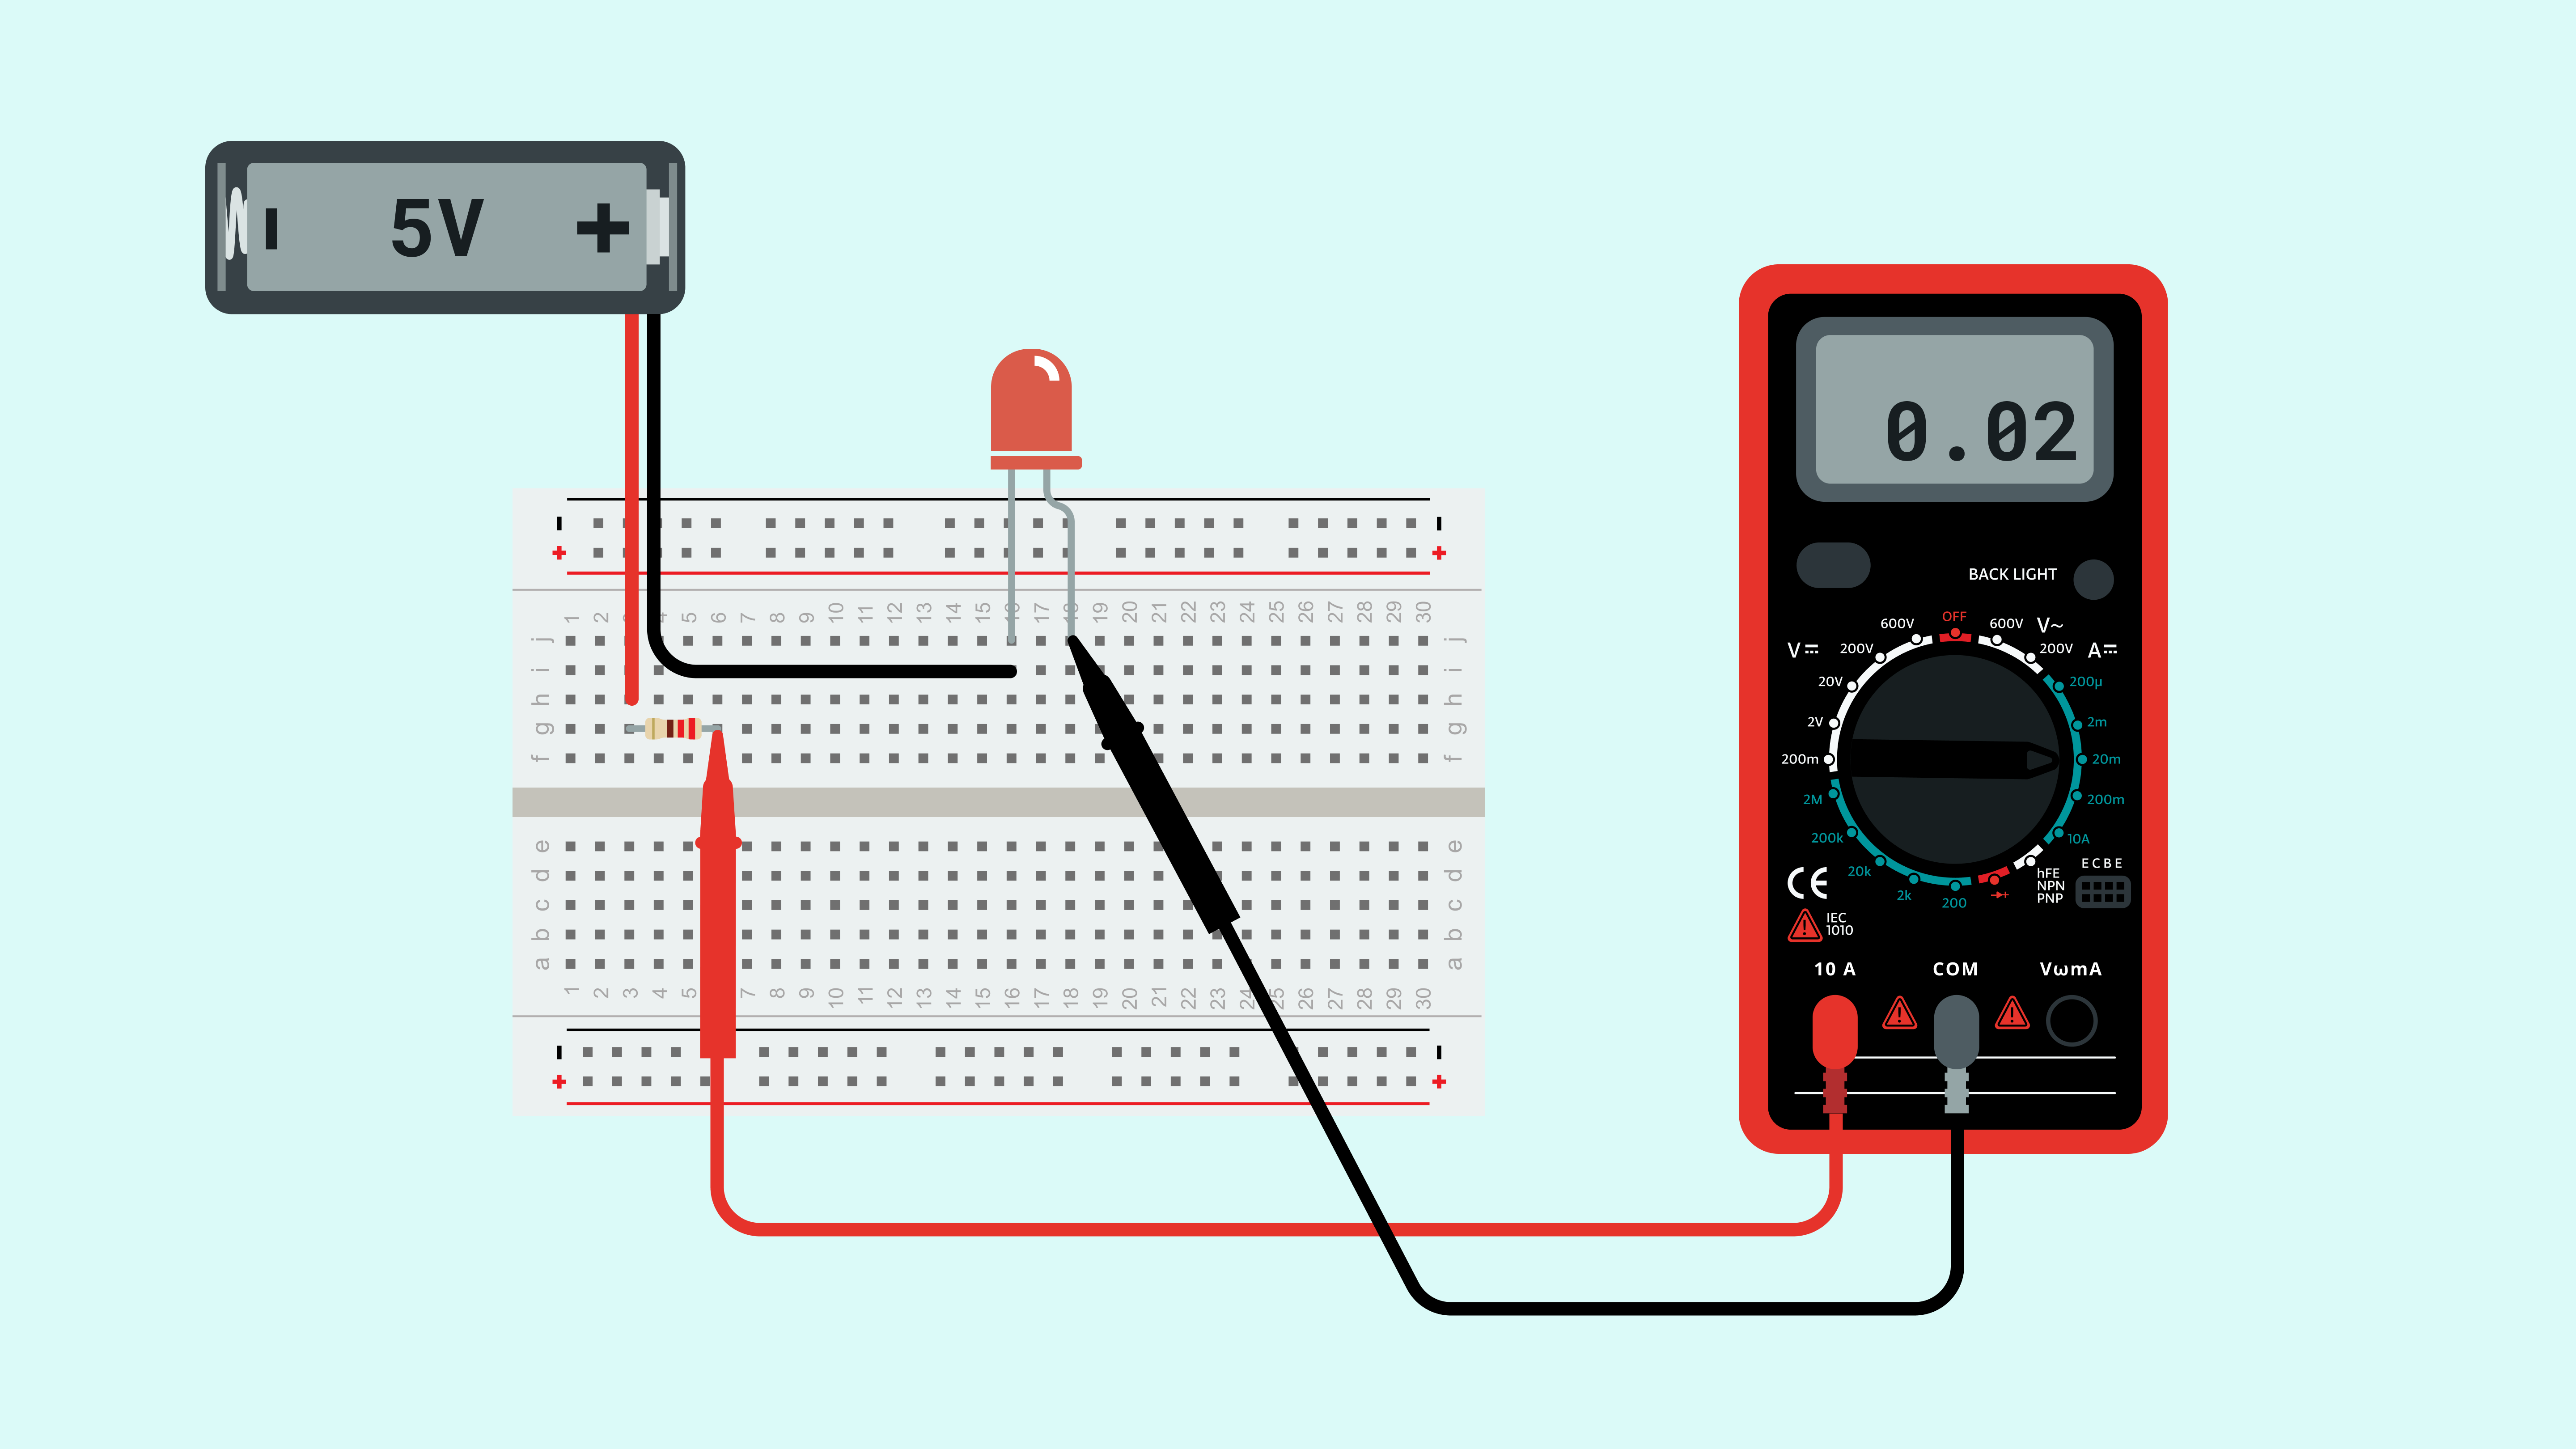 - 5V +
0.02
- -
+ +
1 2 3 4 5 6 7 8 9 10 11 12 13 14 15 16 17 18 19 20 21 22 23 24 25 26 27 28 29 30
j j
i i
h h
g g
f f
e e
d d
c c
b b
a a
1 2 3 4 5 7 8 9 10 11 12 13 14 15 16 17 18 19 20 21 22 23 24 25 26 27 28 29 30
- -
+ +
BACK LIGHT
OFF
600V 600V V~
V⎓ 200V 200V A⎓
20V 200µ
2V 2m
200m 20m
2M 200m
200k 10A
20k
2k
200
hFE
NPN
PNP
E C B E
CE
IEC
1010
10 A COM VωmA